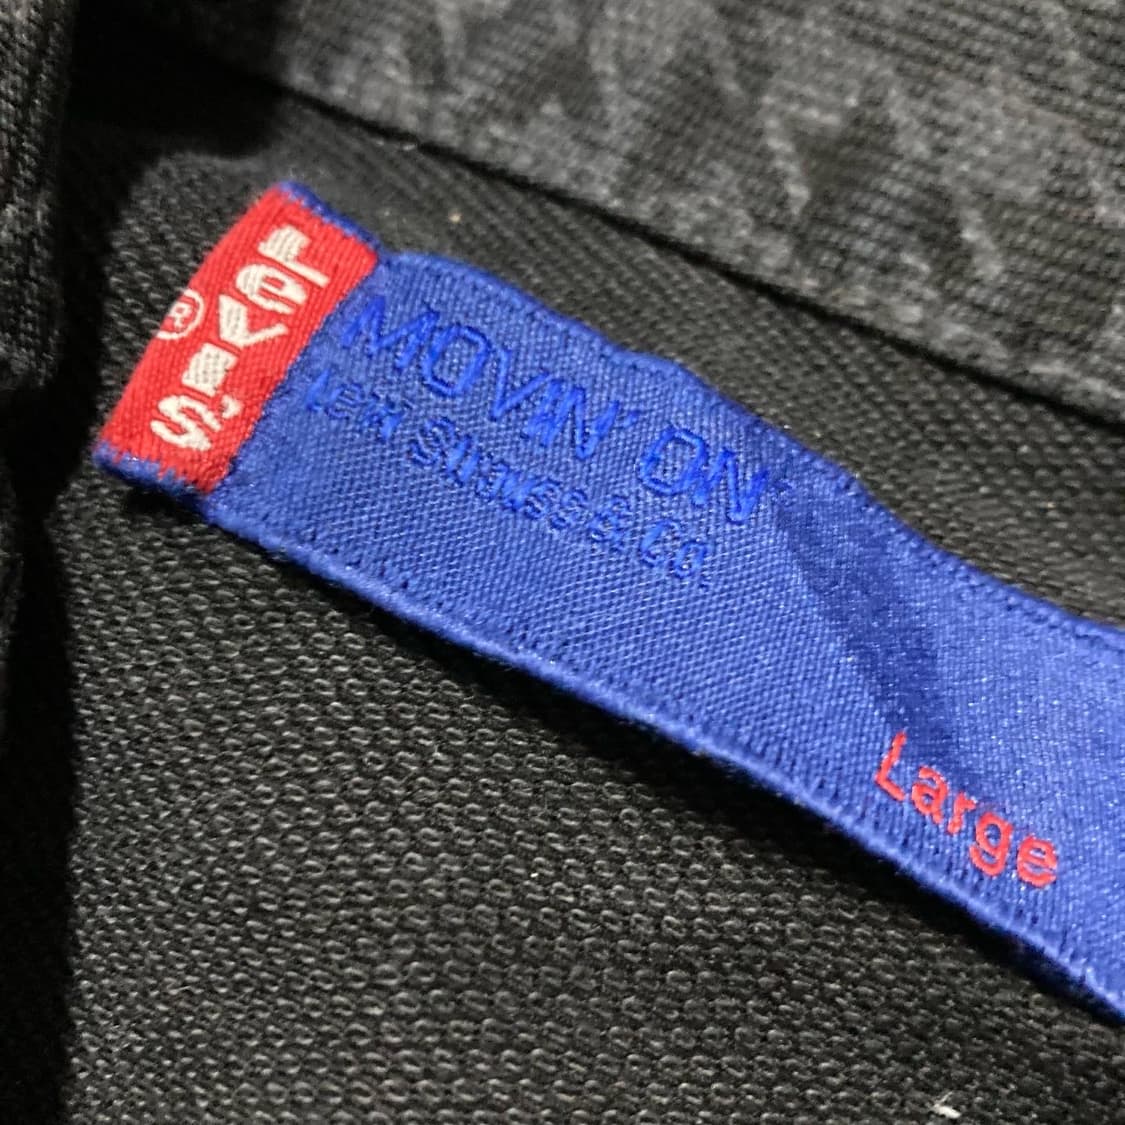 LEVI'S
®
MOVIN' ON
Levi Strauss & Co.
Large